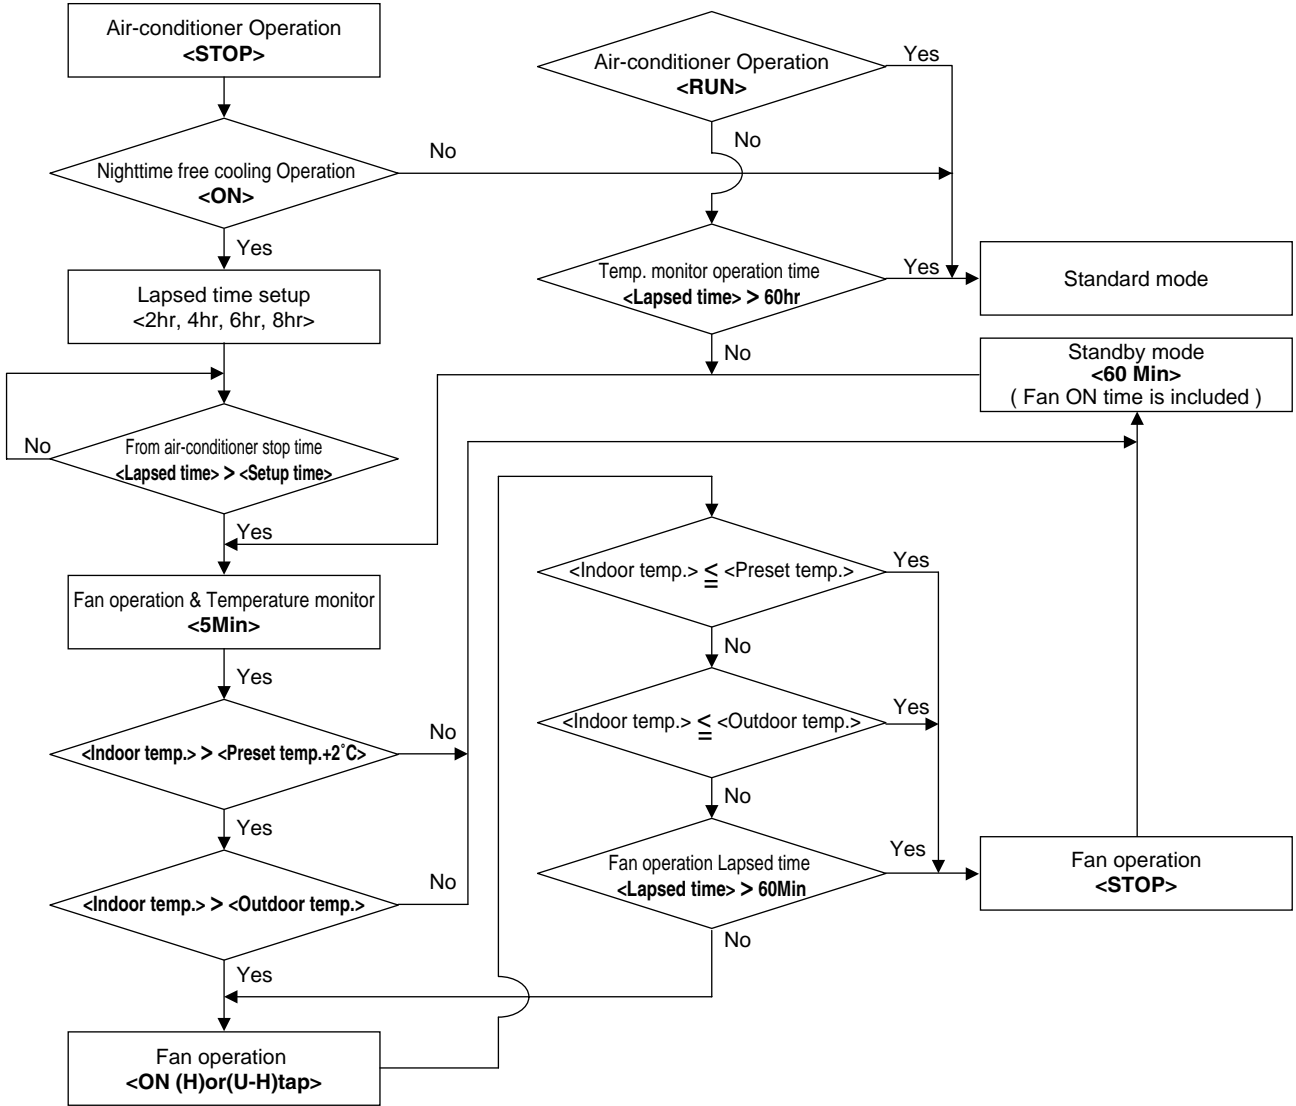 Air-conditioner Operation
<STOP>
Nighttime free cooling Operation
<ON>
No
Yes
Lapsed time setup
<2hr, 4hr, 6hr, 8hr>
From air-conditioner stop time
<Lapsed time> > <Setup time>
No
Yes
Fan operation & Temperature monitor
<5Min>
Yes
<Indoor temp.> > <Preset temp.+2˚C>
No
Yes
<Indoor temp.> > <Outdoor temp.>
No
Yes
Fan operation
<ON (H)or(U-H)tap>
Air-conditioner Operation
<RUN>
Yes
No
Temp. monitor operation time
<Lapsed time> > 60hr
Yes
No
Standard mode
Standby mode
<60 Min>
( Fan ON time is included )
<Indoor temp.> ≦ <Preset temp.>
Yes
No
<Indoor temp.> ≦ <Outdoor temp.>
Yes
No
Fan operation Lapsed time
<Lapsed time> > 60Min
Yes
No
Fan operation
<STOP>